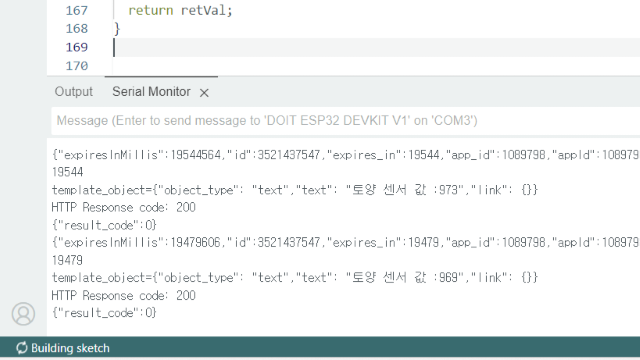 167 return retVal;
168 }
169
170
Output Serial Monitor ×
Message (Enter to send message to 'DOIT ESP32 DEVKIT V1' on 'COM3')
{"expiresInMillis":19544564,"id":3521437547,"expires_in":19544,"app_id":1089798,"appId":108979
19544
template_object={"object_type": "text","text": "토양 센서 값 :973","link": {}}
HTTP Response code: 200
{"result_code":0}
{"expiresInMillis":19479606,"id":3521437547,"expires_in":19479,"app_id":1089798,"appId":108979
19479
template_object={"object_type": "text","text": "토양 센서 값 :969","link": {}}
HTTP Response code: 200
{"result_code":0}
Building sketch